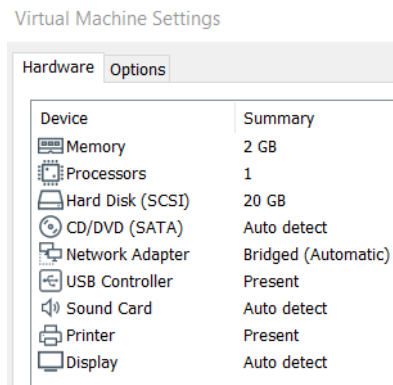 Virtual Machine Settings
Hardware Options
Device Summary
Memory 2 GB
Processors 1
Hard Disk (SCSI) 20 GB
CD/DVD (SATA) Auto detect
Network Adapter Bridged (Automatic)
USB Controller Present
Sound Card Auto detect
Printer Present
Display Auto detect